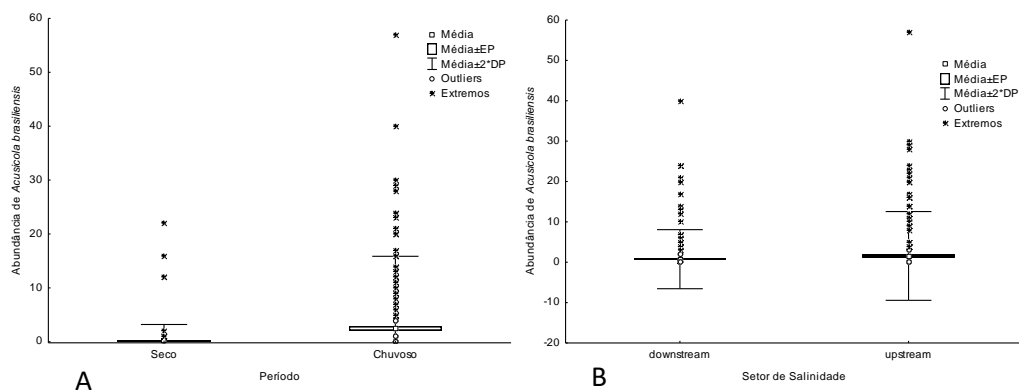 60
50
40
30
20
10
0
Abundância de Acusicola brasiliensis
Média
Média±EP
Média±2*DP
Outliers
Extremos
Seco
Chuvoso
Período
A
60
50
40
30
20
10
0
-10
-20
Abundância de Acusicola brasiliensis
Média
Média±EP
Média±2*DP
Outliers
Extremos
downstream
upstream
Setor de Salinidade
B